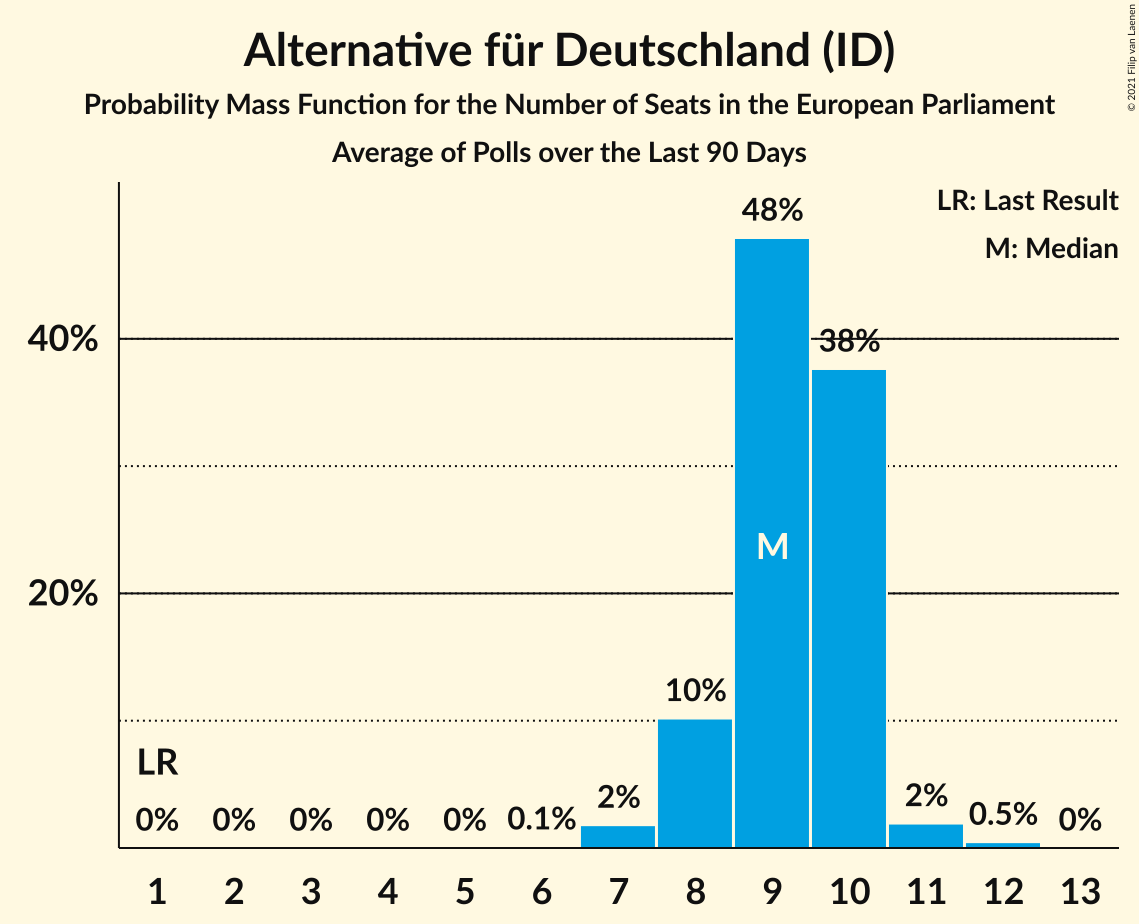 Alternative für Deutschland (ID)
Probability Mass Function for the Number of Seats in the European Parliament
Average of Polls over the Last 90 Days
© 2021 Filip van Laenen
LR: Last Result
M: Median
48%
40%
38%
M
20%
10%
LR
0% 0% 0% 0% 0% 0.1% 2% 2% 0.5% 0%
1 2 3 4 5 6 7 8 9 10 11 12 13